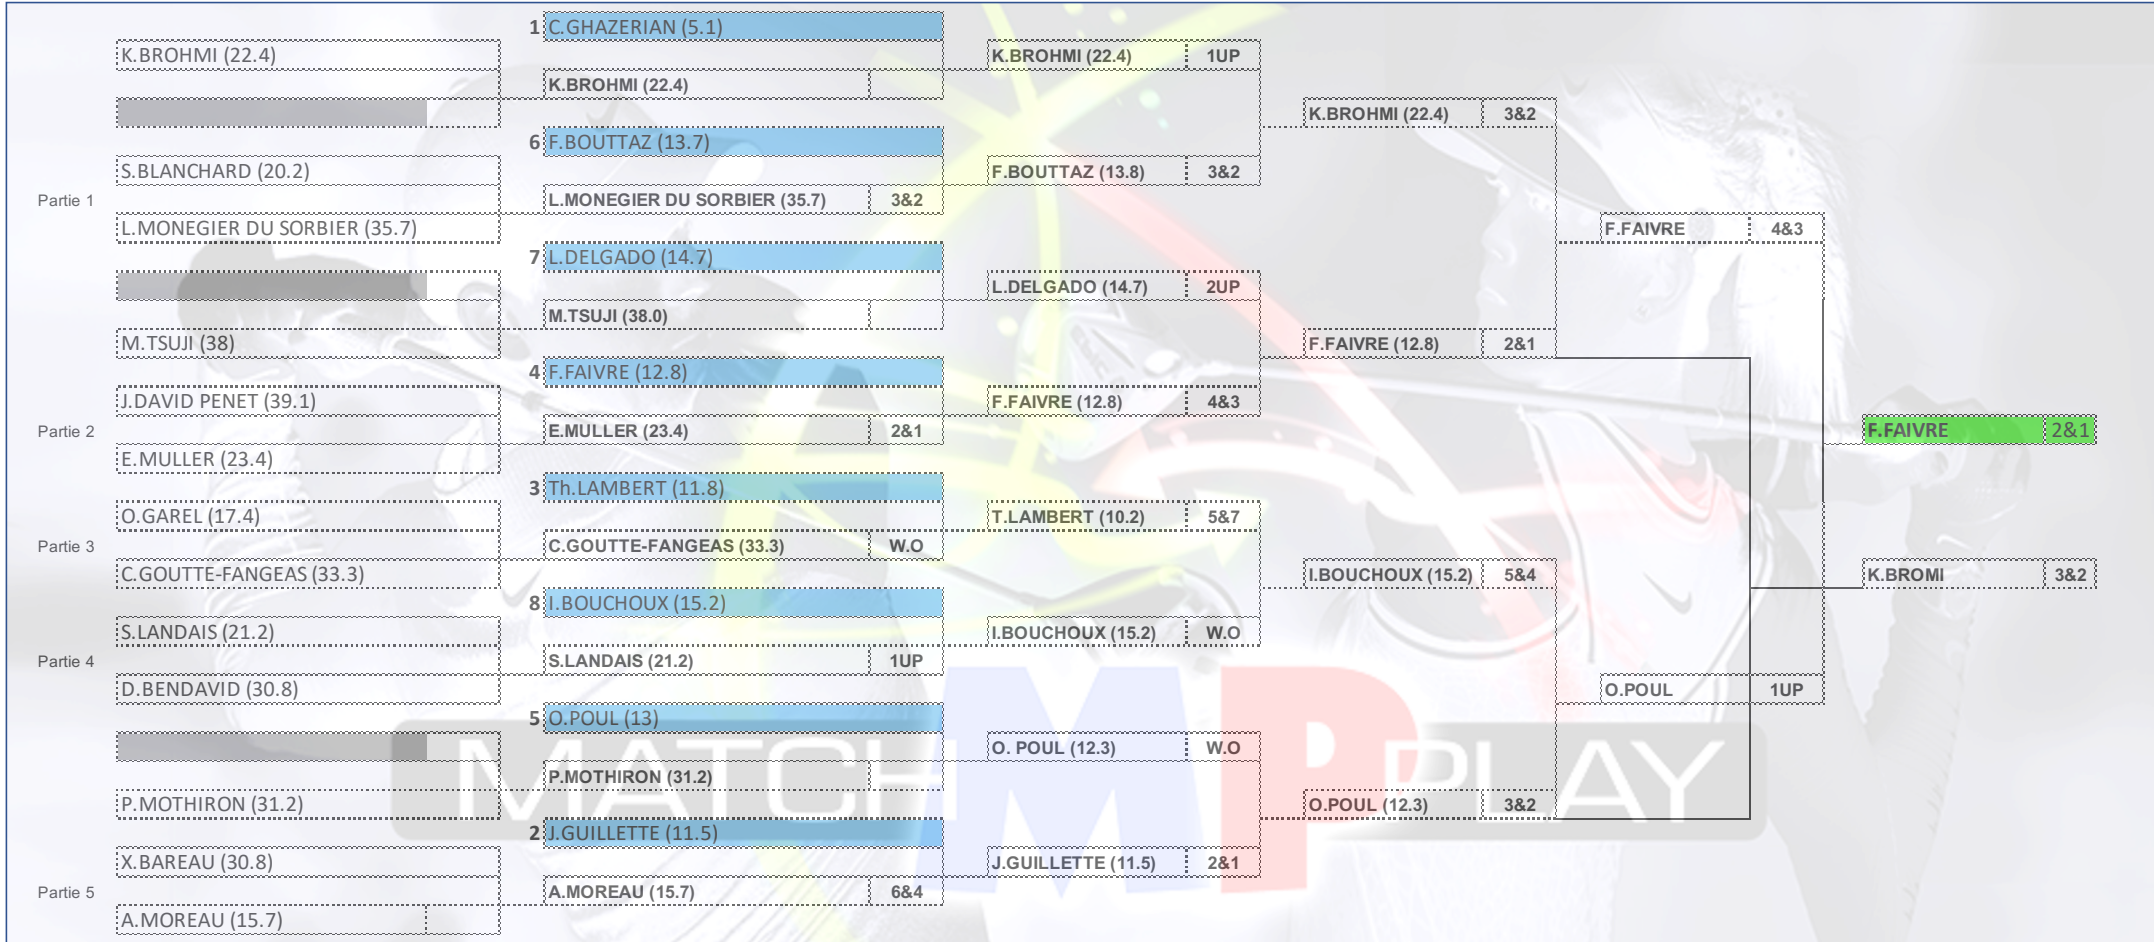 1 C.GHAZERIAN (5.1)
K.BROHMI (22.4) K.BROHMI (22.4) 1UP
K.BROHMI (22.4)
K.BROHMI (22.4) 3&2
6 F.BOUTTAZ (13.7)
S.BLANCHARD (20.2) F.BOUTTAZ (13.8) 3&2
Partie 1 L.MONEGIER DU SORBIER (35.7) 3&2
L.MONEGIER DU SORBIER (35.7) F.FAIVRE 4&3
7 L.DELGADO (14.7)
L.DELGADO (14.7) 2UP
M.TSUJI (38.0)
M.TSUJI (38) F.FAIVRE (12.8) 2&1
4 F.FAIVRE (12.8)
J.DAVID PENET (39.1) F.FAIVRE (12.8) 4&3
Partie 2 E.MULLER (23.4) 2&1 F.FAIVRE 2&1
E.MULLER (23.4)
3 Th.LAMBERT (11.8)
O.GAREL (17.4) T.LAMBERT (10.2) 5&7
Partie 3 C.GOUTTE-FANGEAS (33.3) W.O
C.GOUTTE-FANGEAS (33.3) I.BOUCHOUX (15.2) 5&4 K.BROMI 3&2
8 I.BOUCHOUX (15.2)
S.LANDAIS (21.2) I.BOUCHOUX (15.2) W.O
Partie 4 S.LANDAIS (21.2) 1UP
D.BENDAVID (30.8) O.POUL 1UP
5 O.POUL (13)
O. POUL (12.3) W.O
P.MOTHIRON (31.2)
P.MOTHIRON (31.2) O.POUL (12.3) 3&2
MATCH MP PLAY
2 J.GUILLETTE (11.5)
X.BAREAU (30.8) J.GUILLETTE (11.5) 2&1
Partie 5 A.MOREAU (15.7) 6&4
A.MOREAU (15.7)